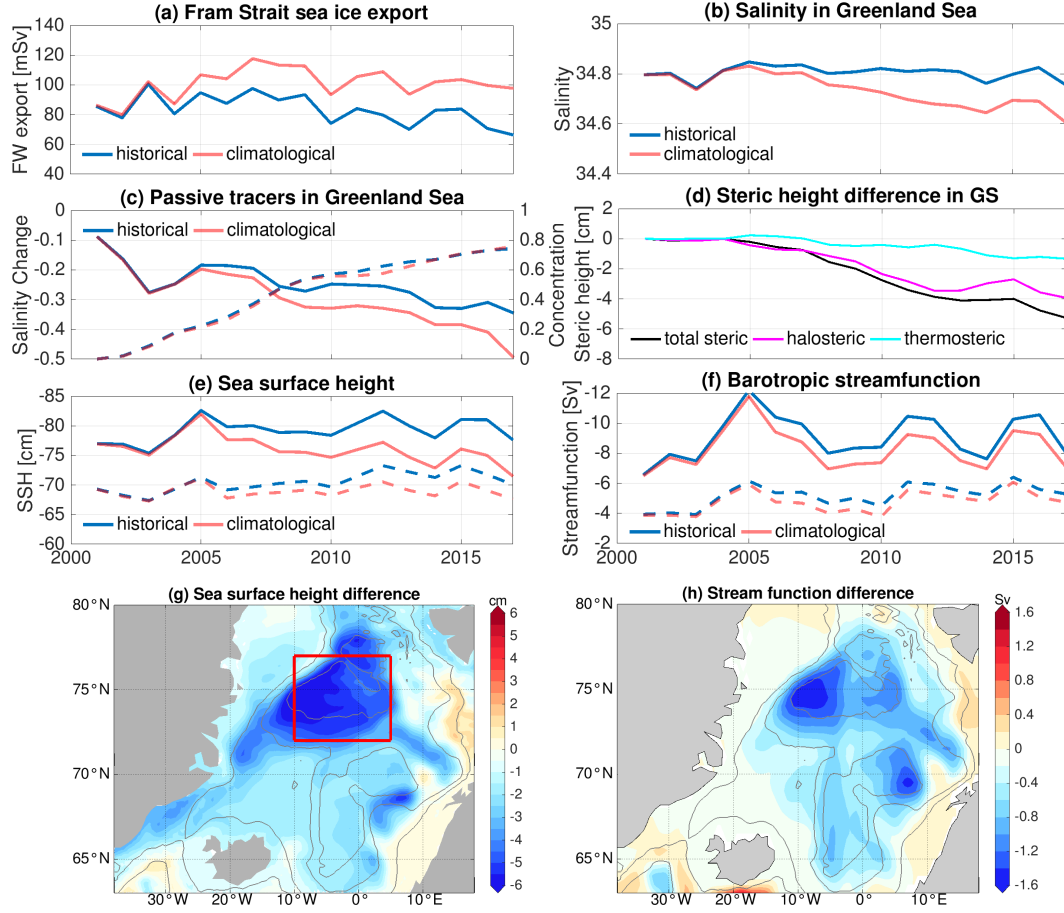 (a) Fram Strait sea ice export
FW export [mSv]
140
120
100
80
60
40
historical
climatological
(b) Salinity in Greenland Sea
Salinity
35
34.8
34.6
34.4
historical
climatological
(c) Passive tracers in Greenland Sea
Salinity Change
0
-0.1
-0.2
-0.3
-0.4
-0.5
historical
climatological
1
0.8
0.6
0.4
0.2
0
Concentration
(d) Steric height difference in GS
Steric height [cm]
2
0
-2
-4
-6
-8
total steric
halosteric
thermosteric
(e) Sea surface height
SSH [cm]
-85
-80
-75
-70
-65
-60
historical
climatological
2000
2005
2010
2015
(f) Barotropic streamfunction
Streamfunction [Sv]
-12
-10
-8
-6
-4
-2
historical
climatological
2000
2005
2010
2015
(g) Sea surface height difference
80°N
75°N
70°N
65°N
30°W
20°W
10°W
0°
10°E
cm
6
5
4
3
2
1
0
-1
-2
-3
-4
-5
-6
(h) Stream function difference
80°N
75°N
70°N
65°N
30°W
20°W
10°W
0°
10°E
Sv
1.6
1.2
0.8
0.4
0
-0.4
-0.8
-1.2
-1.6